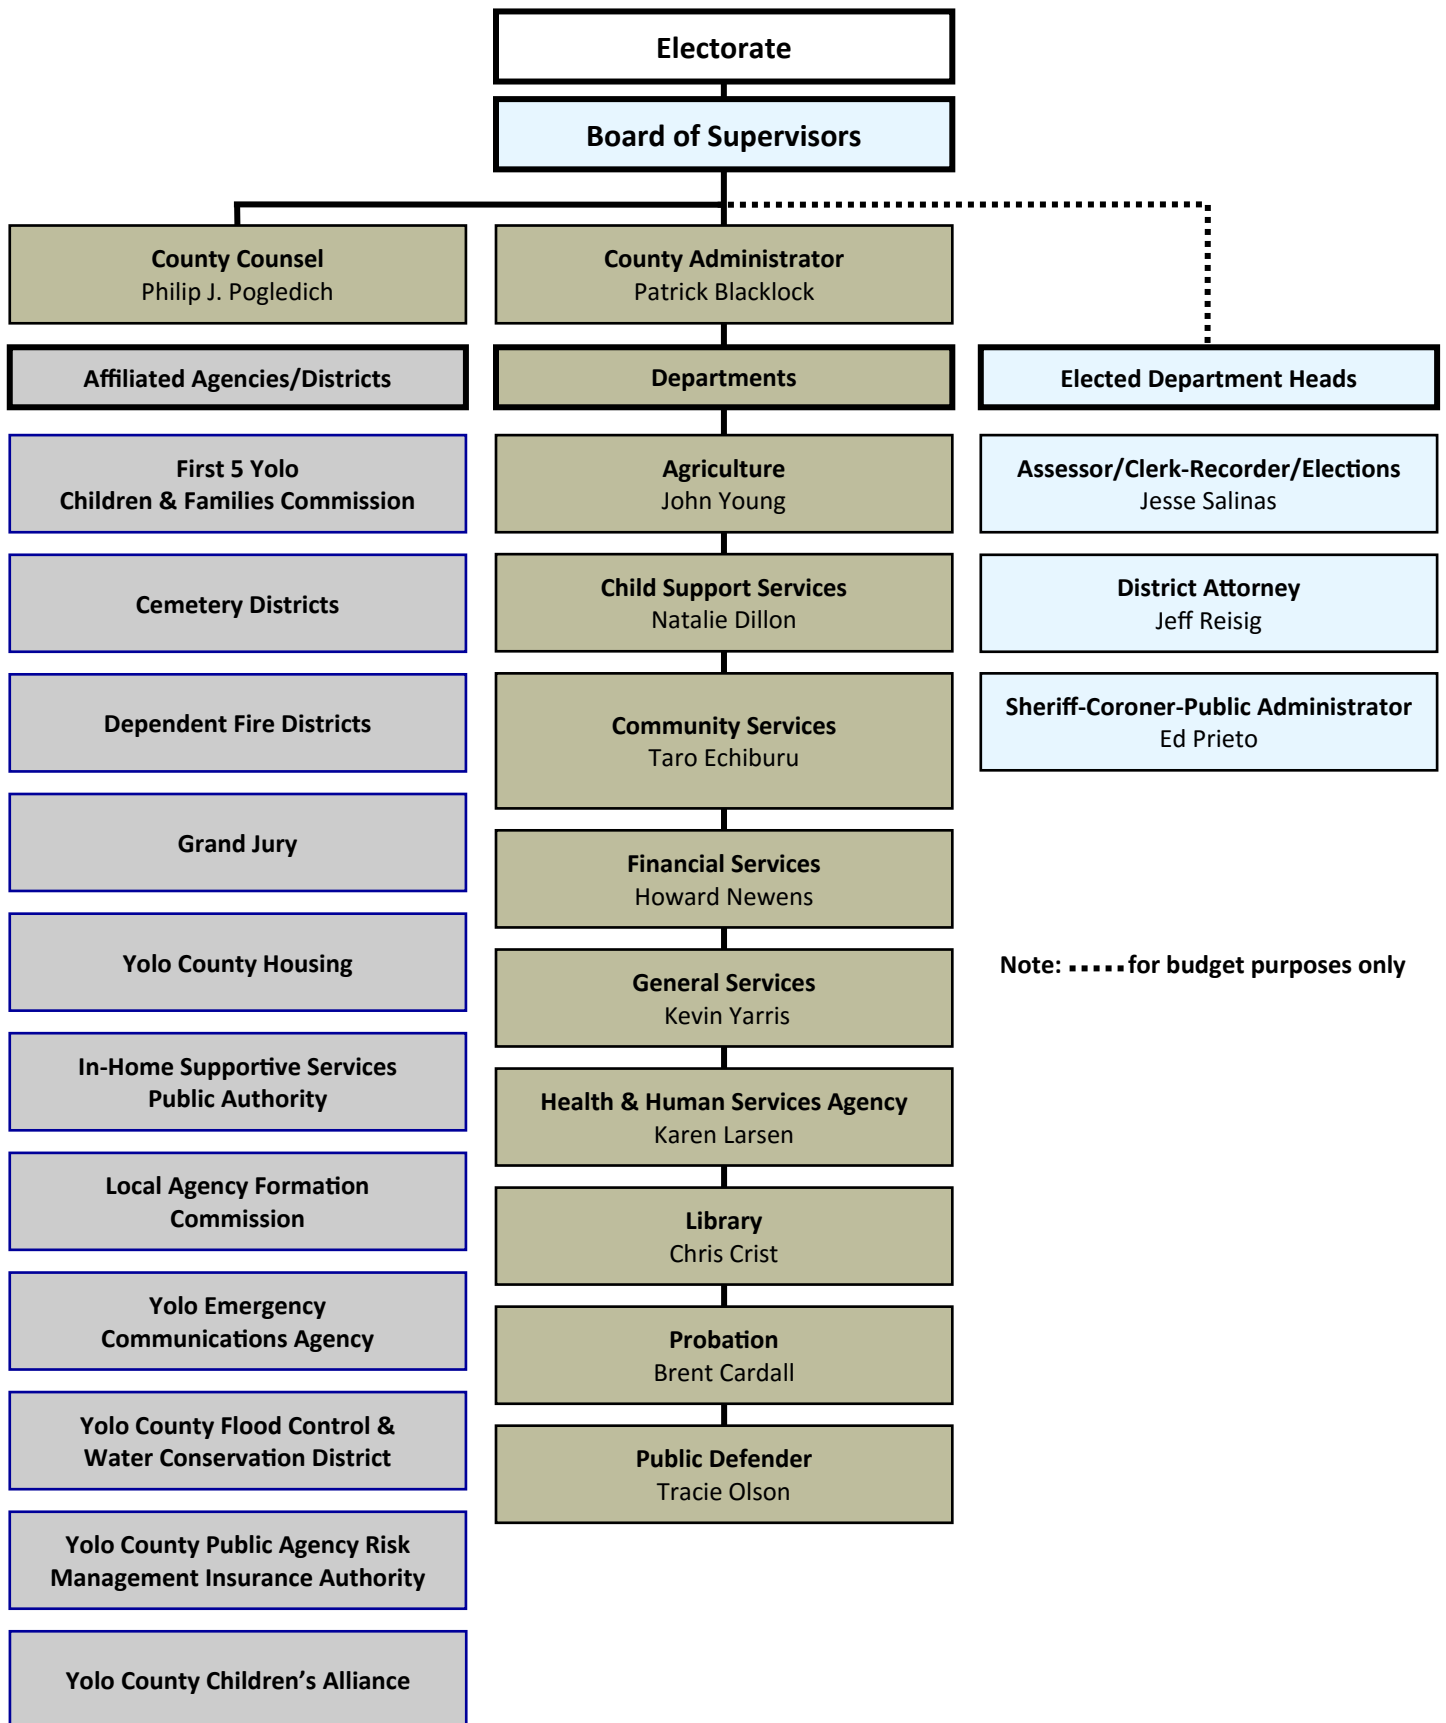 Electorate
Board of Supervisors
County Counsel
Philip J. Pogledich
County Administrator
Patrick Blacklock
Affiliated Agencies/Districts
Departments
Elected Department Heads
First 5 Yolo
Children & Families Commission
Agriculture
John Young
Assessor/Clerk-Recorder/Elections
Jesse Salinas
Cemetery Districts
Child Support Services
Natalie Dillon
District Attorney
Jeff Reisig
Dependent Fire Districts
Community Services
Taro Echiburu
Sheriff-Coroner-Public Administrator
Ed Prieto
Grand Jury
Financial Services
Howard Newens
Yolo County Housing
General Services
Kevin Yarris
Note: ..... for budget purposes only
In-Home Supportive Services
Public Authority
Health & Human Services Agency
Karen Larsen
Local Agency Formation
Commission
Library
Chris Crist
Yolo Emergency
Communications Agency
Probation
Brent Cardall
Yolo County Flood Control &
Water Conservation District
Public Defender
Tracie Olson
Yolo County Public Agency Risk
Management Insurance Authority
Yolo County Children’s Alliance